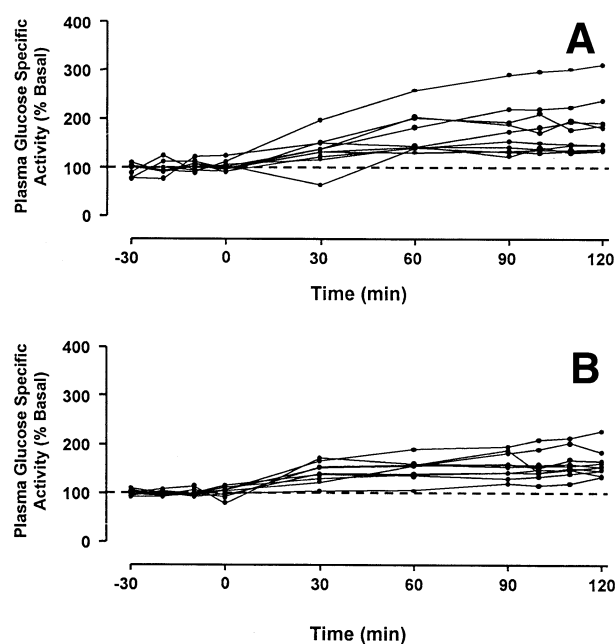 A
Plasma Glucose Specific
Activity (% Basal)
400
300
200
100
0
-30 0 30 60 90 120
Time (min)
B
Plasma Glucose Specific
Activity (% Basal)
400
300
200
100
0
-30 0 30 60 90 120
Time (min)